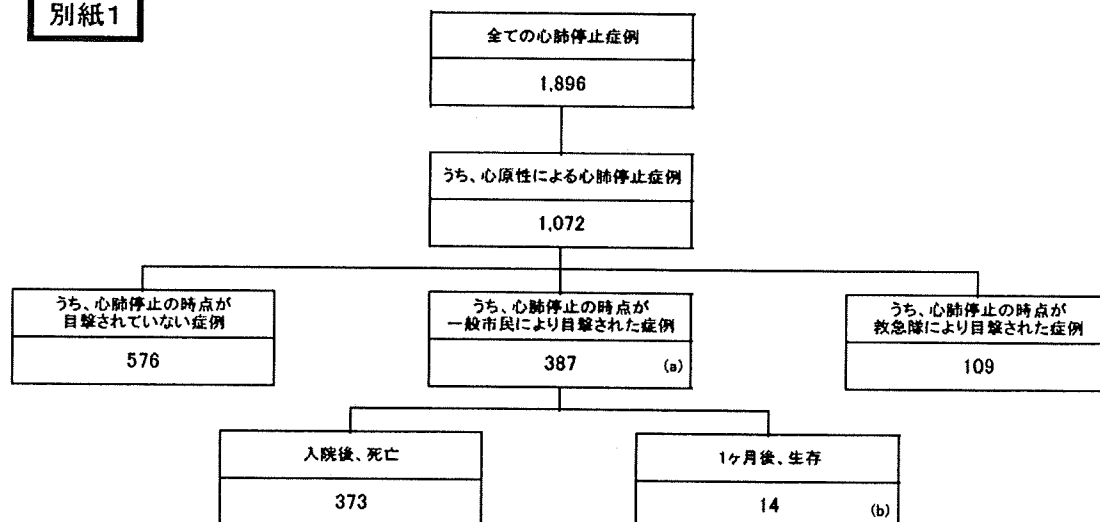 別紙1
全ての心肺停止症例
1,896
うち、心原性による心肺停止症例
1,072
うち、心肺停止の時点が
目撃されていない症例
576
うち、心肺停止の時点が
一般市民により目撃された症例
387 (a)
うち、心肺停止の時点が
救急隊により目撃された症例
109
入院後、死亡
373
1ヶ月後、生存
14 (b)